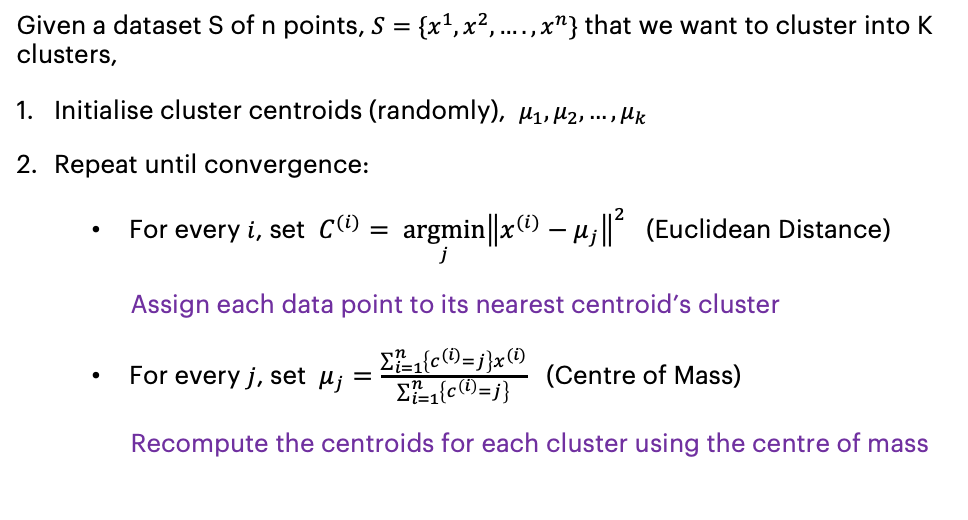 Given a dataset S of n points, S = {x¹, x², …., xⁿ} that we want to cluster into K
clusters,
1. Initialise cluster centroids (randomly), μ₁, μ₂, … , μₖ
2. Repeat until convergence:
• For every i, set C⁽ⁱ⁾ = argmin_j ‖x⁽ⁱ⁾ − μⱼ‖² (Euclidean Distance)
Assign each data point to its nearest centroid's cluster
• For every j, set μⱼ = Σⁿᵢ₌₁{c⁽ⁱ⁾=j}x⁽ⁱ⁾ / Σⁿᵢ₌₁{c⁽ⁱ⁾=j} (Centre of Mass)
Recompute the centroids for each cluster using the centre of mass